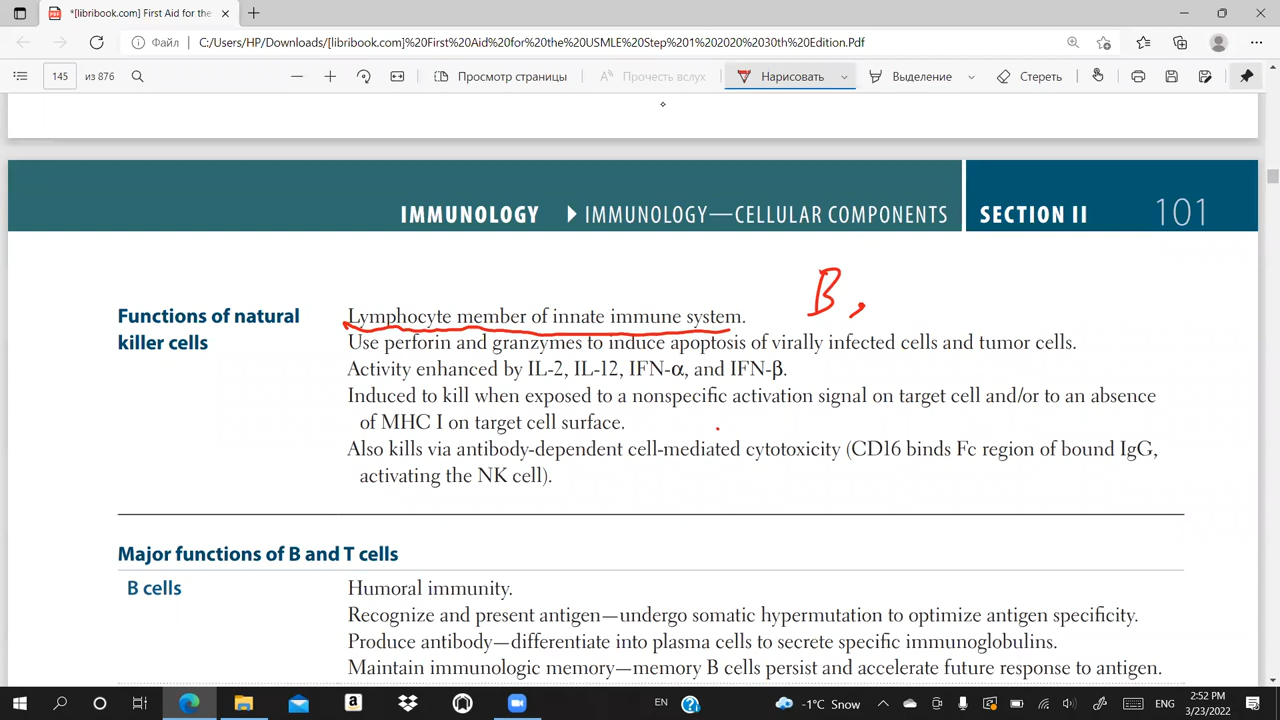 *[libribook.com] First Aid for the
Файл
C:/Users/HP/Downloads/[libribook.com]%20First%20Aid%20for%20the%20USMLE%20Step%201%202020%2030th%20Edition.Pdf
145 из 876
Просмотр страницы
Прочесть вслух
Нарисовать
Выделение
Стереть
IMMUNOLOGY ▶ IMMUNOLOGY—CELLULAR COMPONENTS
SECTION II 101
B,
Functions of natural
killer cells
Lymphocyte member of innate immune system.
Use perforin and granzymes to induce apoptosis of virally infected cells and tumor cells.
Activity enhanced by IL-2, IL-12, IFN-α, and IFN-β.
Induced to kill when exposed to a nonspecific activation signal on target cell and/or to an absence
of MHC I on target cell surface.
Also kills via antibody-dependent cell-mediated cytotoxicity (CD16 binds Fc region of bound IgG,
activating the NK cell).
Major functions of B and T cells
B cells
Humoral immunity.
Recognize and present antigen—undergo somatic hypermutation to optimize antigen specificity.
Produce antibody—differentiate into plasma cells to secrete specific immunoglobulins.
Maintain immunologic memory—memory B cells persist and accelerate future response to antigen.
EN
-1°C Snow
ENG
2:52 PM
3/23/2022